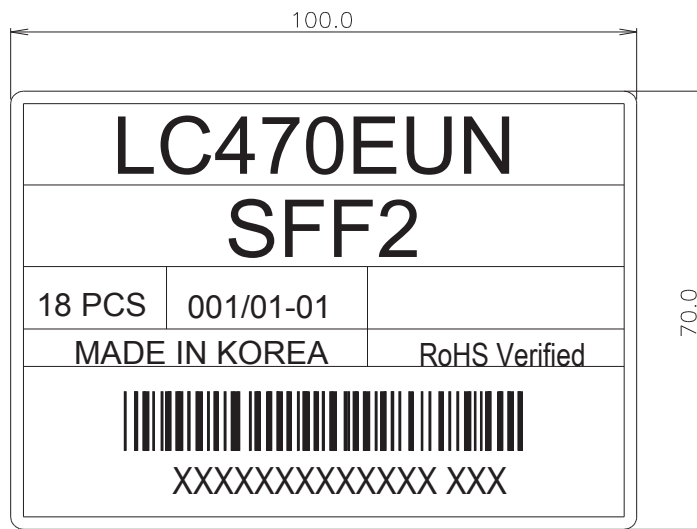 100.0
LC470EUN
SFF2
70.0
18 PCS 001/01-01
MADE IN KOREA RoHS Verified
XXXXXXXXXXXXX XXX